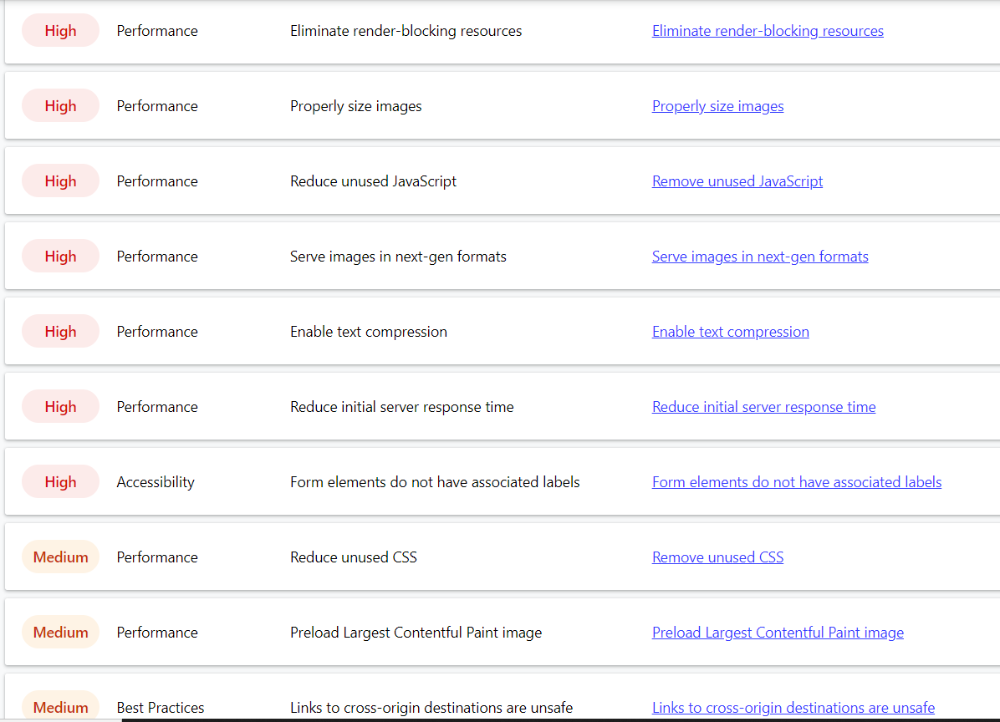 High Performance Eliminate render-blocking resources Eliminate render-blocking resources
High Performance Properly size images Properly size images
High Performance Reduce unused JavaScript Remove unused JavaScript
High Performance Serve images in next-gen formats Serve images in next-gen formats
High Performance Enable text compression Enable text compression
High Performance Reduce initial server response time Reduce initial server response time
High Accessibility Form elements do not have associated labels Form elements do not have associated labels
Medium Performance Reduce unused CSS Remove unused CSS
Medium Performance Preload Largest Contentful Paint image Preload Largest Contentful Paint image
Medium Best Practices Links to cross-origin destinations are unsafe Links to cross-origin destinations are unsafe